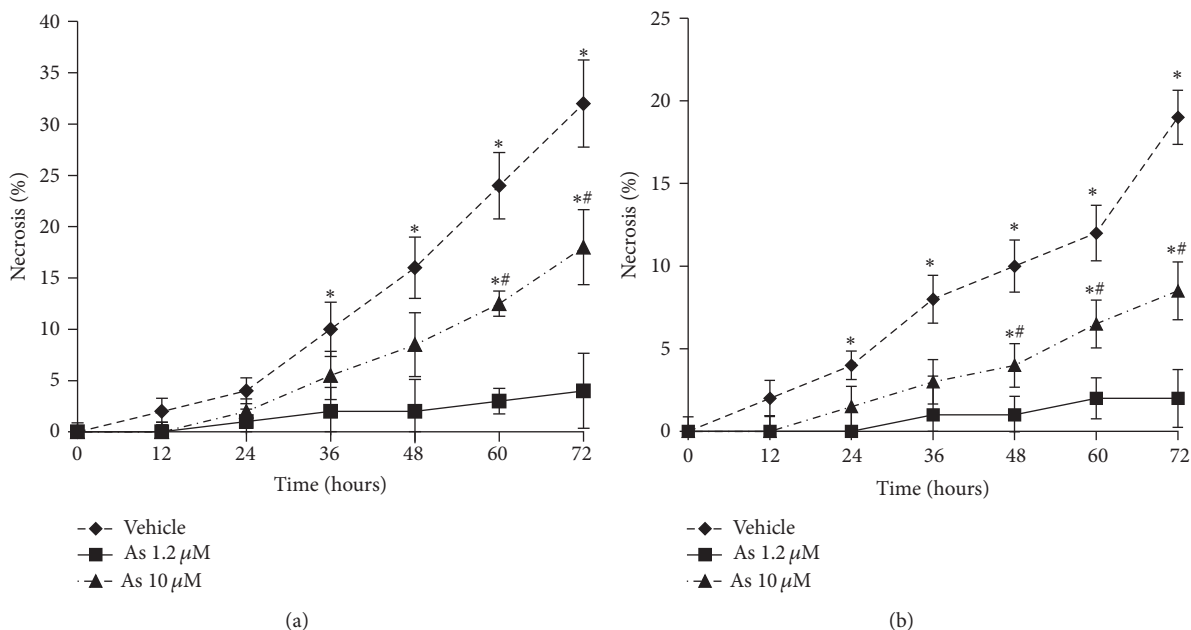 40
35
30
25
20
15
10
5
0
Necrosis (%)
*
*
*
*
*#
*#
0 12 24 36 48 60 72
Time (hours)
Vehicle
As 1.2 μM
As 10 μM
(a)
25
20
15
10
5
0
Necrosis (%)
*
*
*
*
*
*#
*#
*#
0 12 24 36 48 60 72
Time (hours)
Vehicle
As 1.2 μM
As 10 μM
(b)